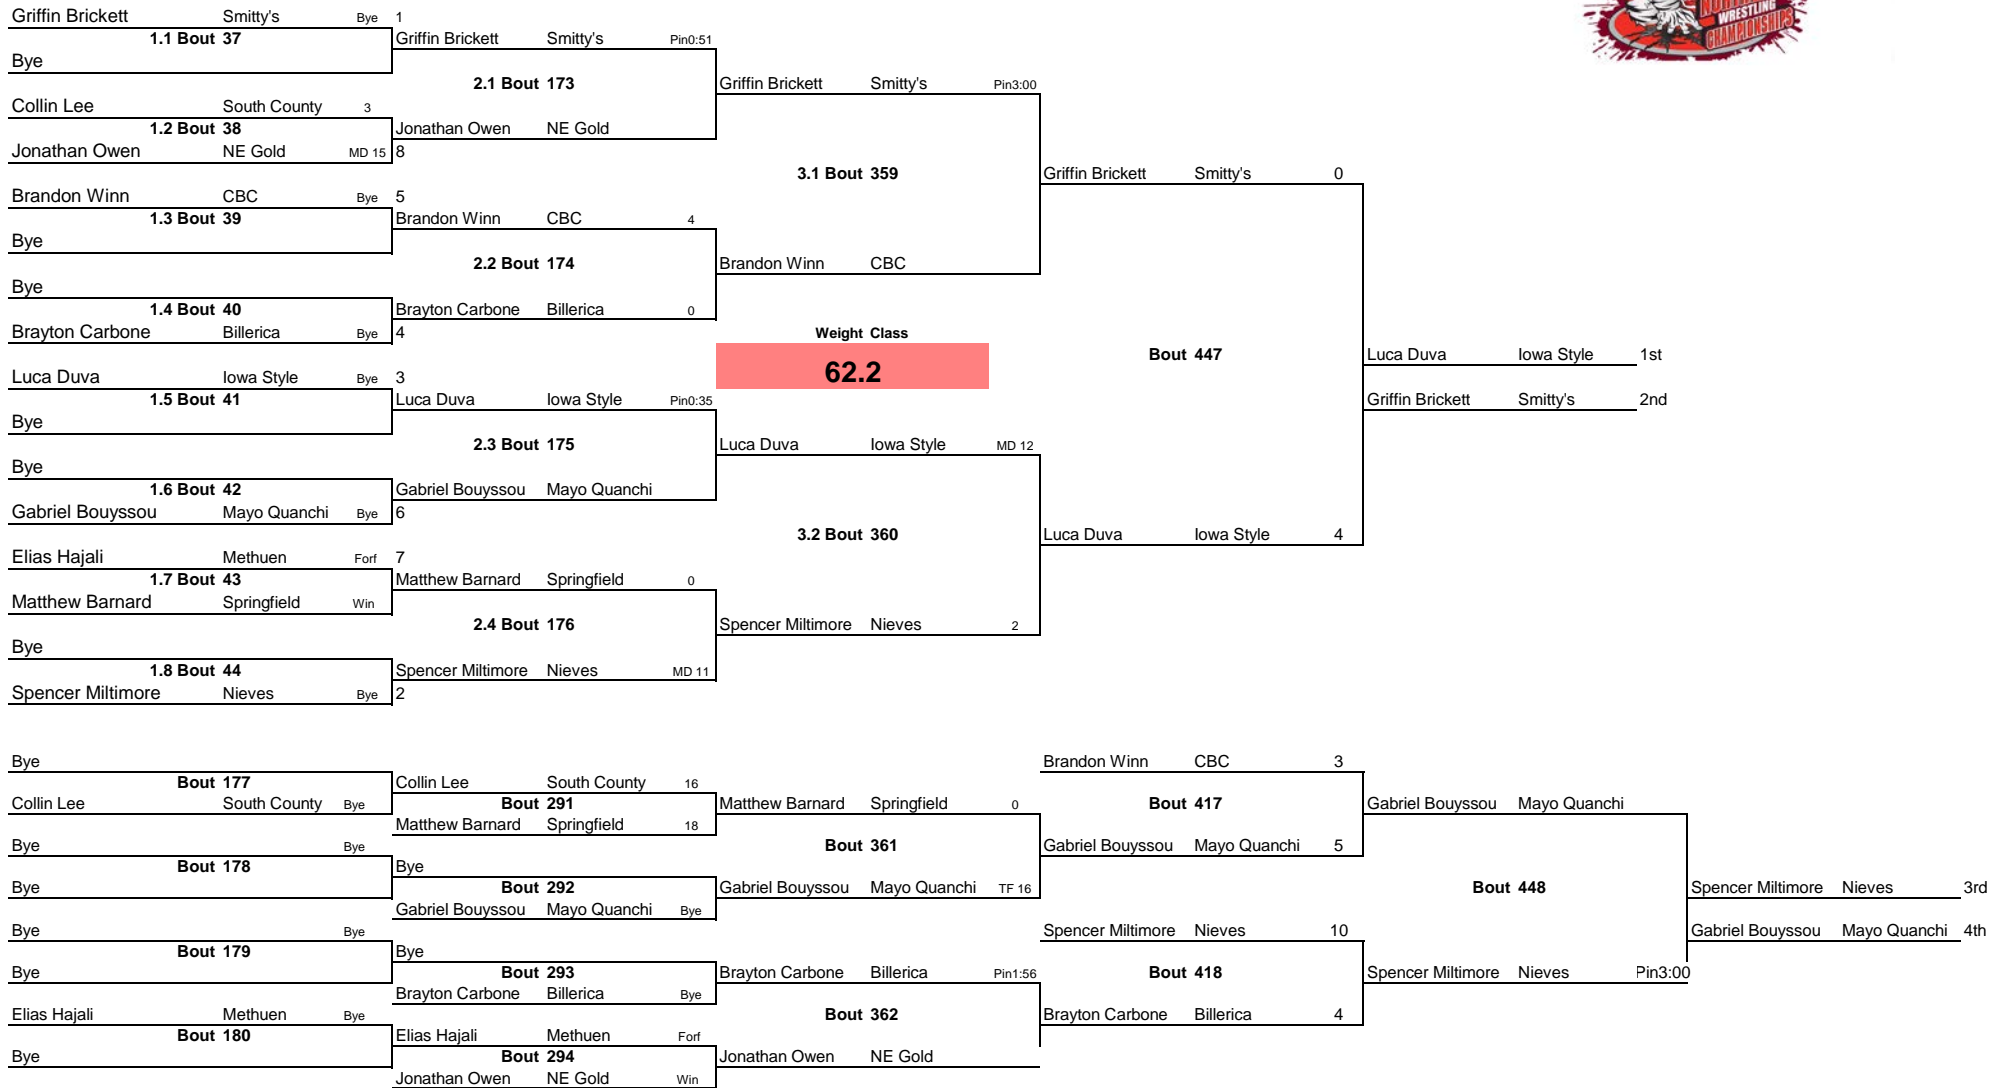 NORTH
WRESTLING
CHAMPIONSHIPS
Griffin Brickett Smitty's Bye 1
1.1 Bout 37 Griffin Brickett Smitty's Pin0:51
Bye
2.1 Bout 173 Griffin Brickett Smitty's Pin3:00
Collin Lee South County 3
1.2 Bout 38 Jonathan Owen NE Gold
Jonathan Owen NE Gold MD 15 8
3.1 Bout 359 Griffin Brickett Smitty's 0
Brandon Winn CBC Bye 5
1.3 Bout 39 Brandon Winn CBC 4
Bye
2.2 Bout 174 Brandon Winn CBC
Bye
1.4 Bout 40 Brayton Carbone Billerica 0
Brayton Carbone Billerica Bye 4 Weight Class
Bout 447 Luca Duva Iowa Style 1st
62.2
Luca Duva Iowa Style Bye 3
1.5 Bout 41 Luca Duva Iowa Style Pin0:35 Griffin Brickett Smitty's 2nd
Bye
2.3 Bout 175 Luca Duva Iowa Style MD 12
Bye
1.6 Bout 42 Gabriel Bouyssou Mayo Quanchi
Gabriel Bouyssou Mayo Quanchi Bye 6
3.2 Bout 360 Luca Duva Iowa Style 4
Elias Hajali Methuen Forf 7
1.7 Bout 43 Matthew Barnard Springfield 0
Matthew Barnard Springfield Win
2.4 Bout 176 Spencer Miltimore Nieves 2
Bye
1.8 Bout 44 Spencer Miltimore Nieves MD 11
Spencer Miltimore Nieves Bye 2
Bye Brandon Winn CBC 3
Bout 177 Collin Lee South County 16
Collin Lee South County Bye Bout 291 Matthew Barnard Springfield 0 Bout 417 Gabriel Bouyssou Mayo Quanchi
Matthew Barnard Springfield 18
Bye Bye Bout 361 Gabriel Bouyssou Mayo Quanchi 5
Bout 178 Bye
Bye Bout 292 Gabriel Bouyssou Mayo Quanchi TF 16 Bout 448 Spencer Miltimore Nieves 3rd
Gabriel Bouyssou Mayo Quanchi Bye
Bye Bye Spencer Miltimore Nieves 10 Gabriel Bouyssou Mayo Quanchi 4th
Bout 179 Bye
Bye Bout 293 Brayton Carbone Billerica Pin1:56 Bout 418 Spencer Miltimore Nieves Pin3:00
Brayton Carbone Billerica Bye
Elias Hajali Methuen Bye Bout 362 Brayton Carbone Billerica 4
Bout 180 Elias Hajali Methuen Forf
Bye Bout 294 Jonathan Owen NE Gold
Jonathan Owen NE Gold Win